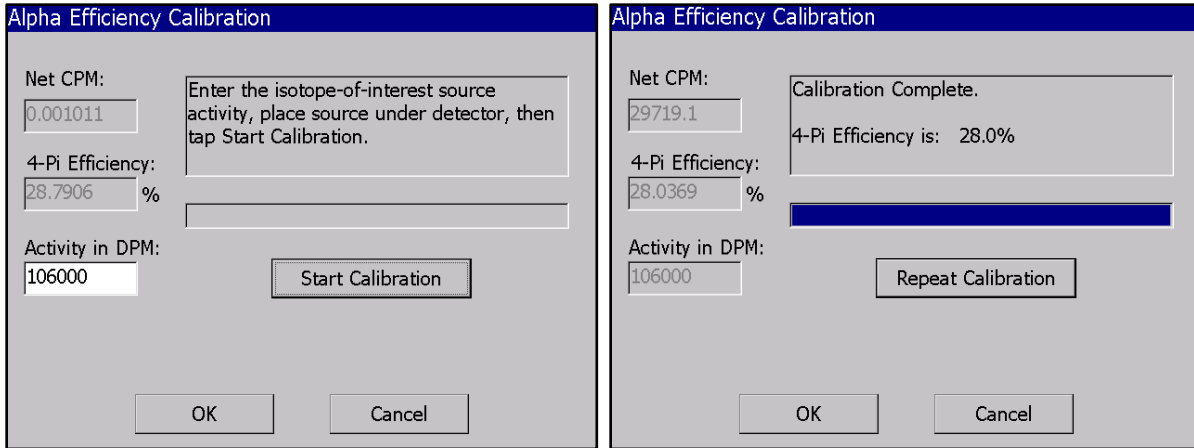 Alpha Efficiency Calibration
Net CPM:
0.001011
Enter the isotope-of-interest source
activity, place source under detector, then
tap Start Calibration.
4-Pi Efficiency:
28.7906 %
Activity in DPM:
106000
Start Calibration
OK Cancel
Alpha Efficiency Calibration
Net CPM:
29719.1
Calibration Complete.
4-Pi Efficiency is: 28.0%
4-Pi Efficiency:
28.0369 %
Activity in DPM:
106000
Repeat Calibration
OK Cancel